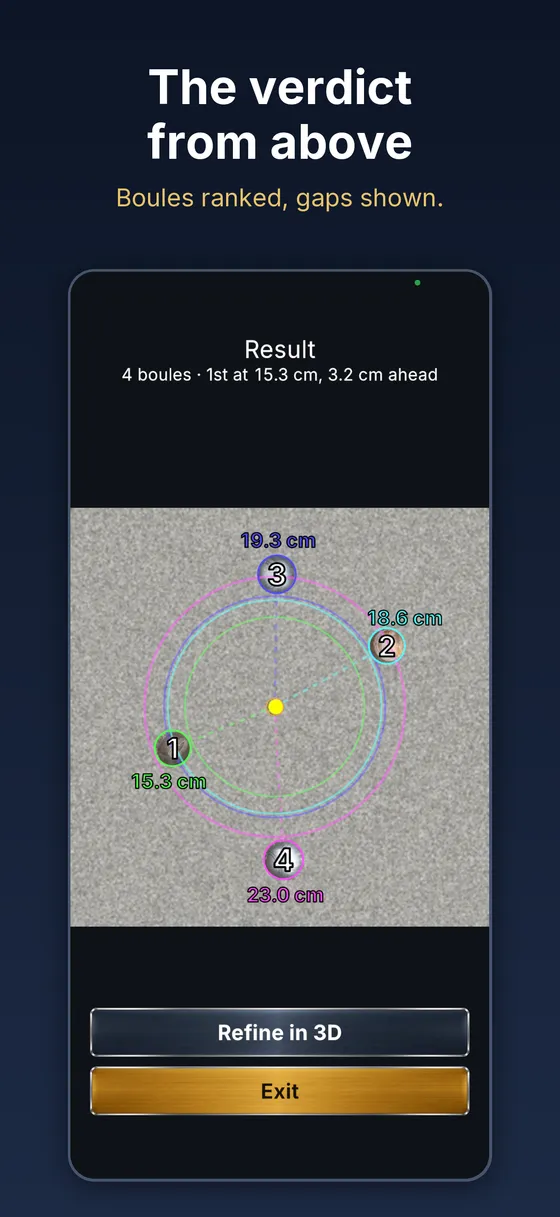 The verdict
from above
Boules ranked, gaps shown.
Result
4 boules · 1st at 15.3 cm, 3.2 cm ahead
19.3 cm
3
18.6 cm
2
1
15.3 cm
4
23.0 cm
Refine in 3D
Exit